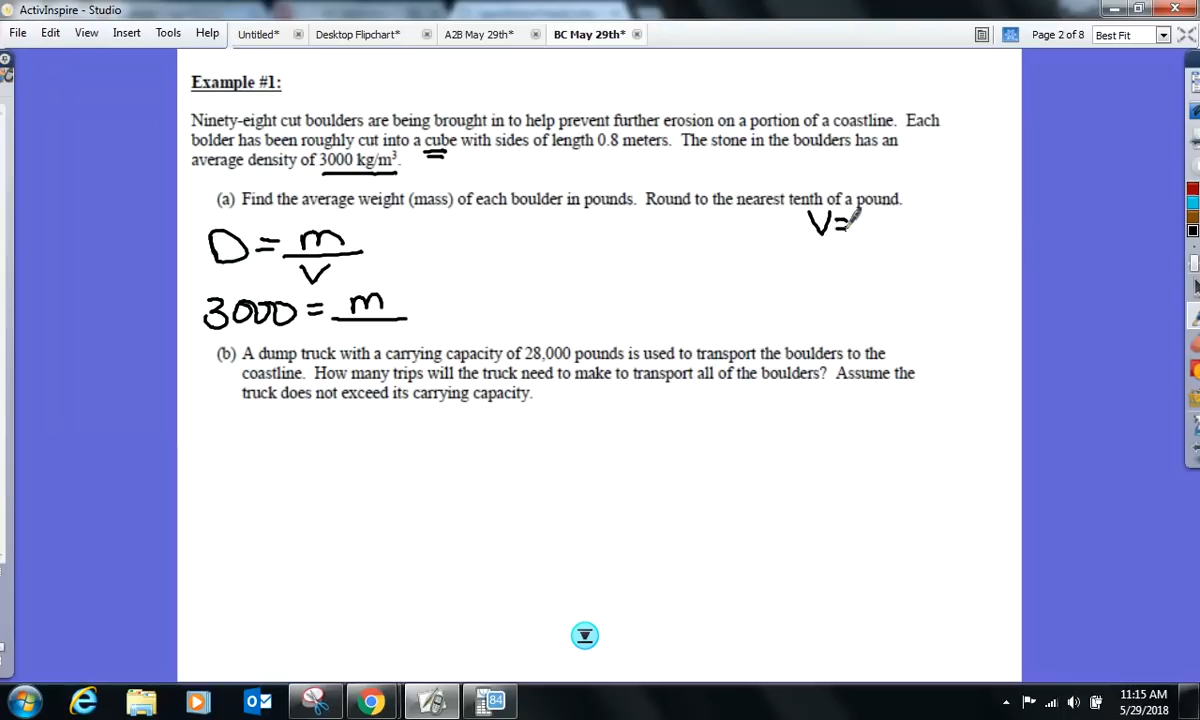 ActivInspire - Studio
File Edit View Insert Tools Help Untitled* Desktop Flipchart* A2B May 29th* BC May 29th* Page 2 of 8 Best Fit
Example #1:
Ninety-eight cut boulders are being brought in to help prevent further erosion on a portion of a coastline. Each
bolder has been roughly cut into a cube with sides of length 0.8 meters. The stone in the boulders has an
average density of 3000 kg/m³.
(a) Find the average weight (mass) of each boulder in pounds. Round to the nearest tenth of a pound.
V=
D = m
V
3000 = m
(b) A dump truck with a carrying capacity of 28,000 pounds is used to transport the boulders to the
coastline. How many trips will the truck need to make to transport all of the boulders? Assume the
truck does not exceed its carrying capacity.
84
11:15 AM
5/29/2018